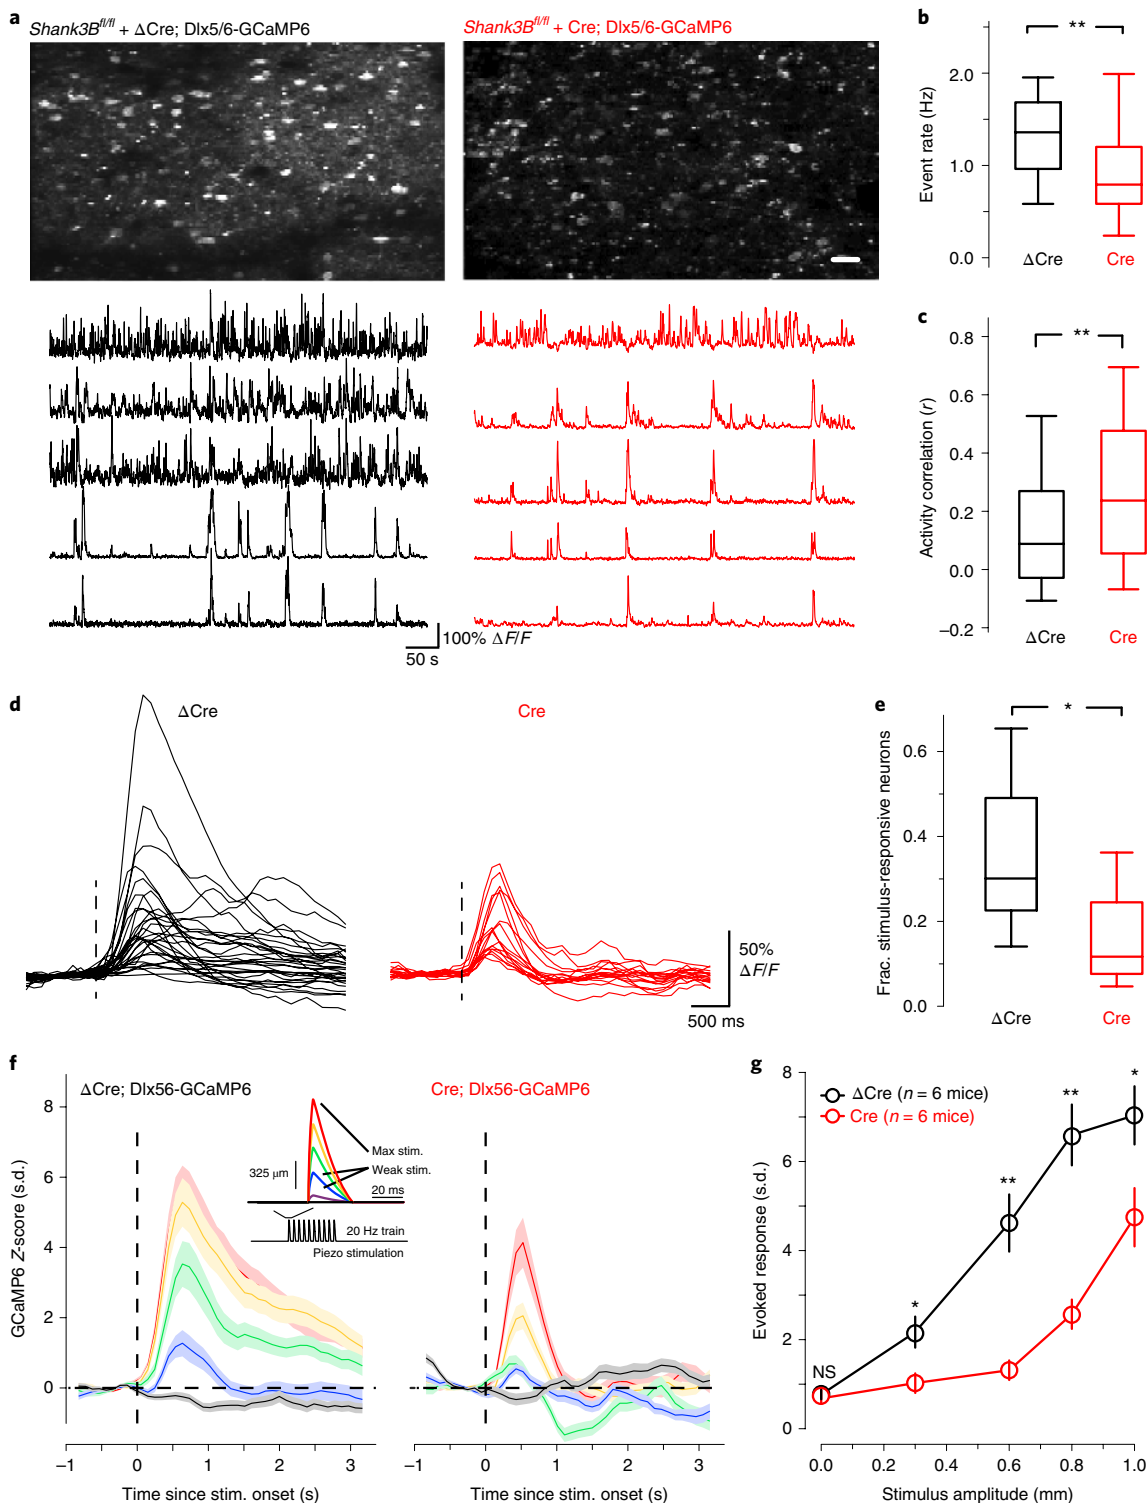 a
Shank3Bfl/fl + ΔCre; Dlx5/6-GCaMP6
Shank3Bfl/fl + Cre; Dlx5/6-GCaMP6
100% ΔF/F
50 s
b
**
Event rate (Hz)
2.0
1.0
0.0
ΔCre
Cre
c
**
Activity correlation (r)
0.8
0.6
0.4
0.2
0.0
–0.2
ΔCre
Cre
d
ΔCre
Cre
50%
ΔF/F
500 ms
e
*
Frac. stimulus-responsive neurons
0.6
0.4
0.2
0.0
ΔCre
Cre
f
ΔCre; Dlx56-GCaMP6
Cre; Dlx56-GCaMP6
GCaMP6 Z-score (s.d.)
8
6
4
2
0
Max stim.
Weak stim.
325 μm
20 ms
20 Hz train
Piezo stimulation
–1
0
1
2
3
Time since stim. onset (s)
–1
0
1
2
3
Time since stim. onset (s)
g
ΔCre (n = 6 mice)
Cre (n = 6 mice)
Evoked response (s.d.)
8
6
4
2
0
NS
*
**
**
*
0.0
0.2
0.4
0.6
0.8
1.0
Stimulus amplitude (mm)